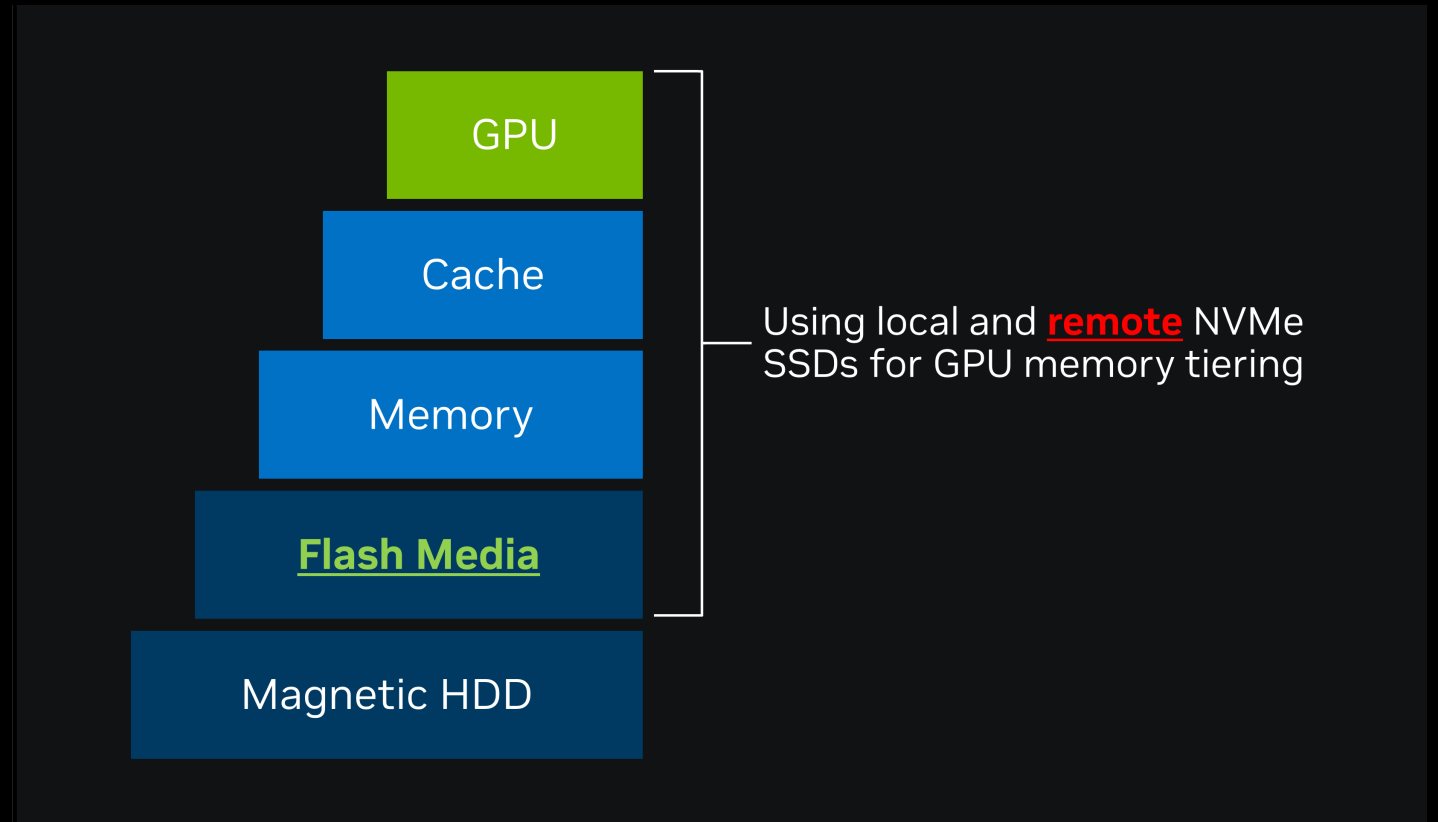 GPU
Cache
Memory
Flash Media
Magnetic HDD
Using local and remote NVMe
SSDs for GPU memory tiering